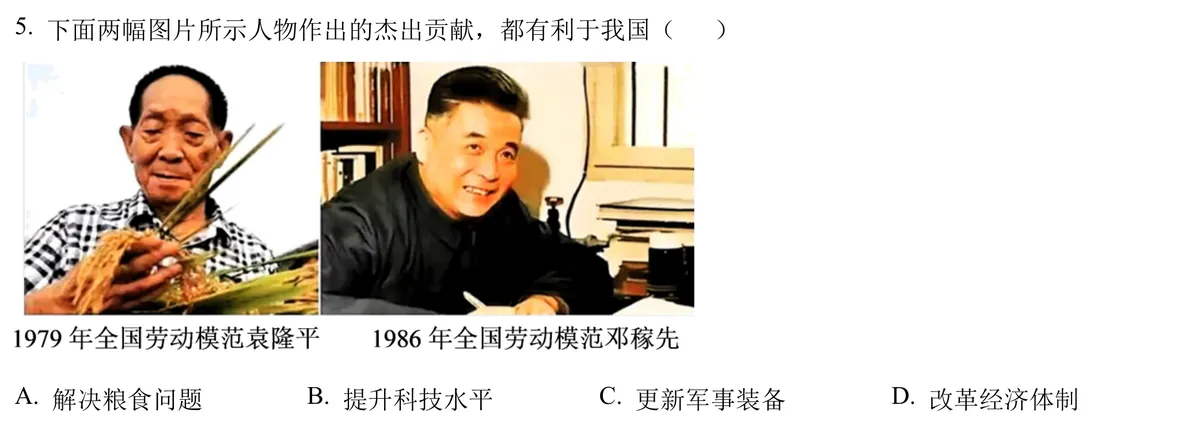 5. 下面两幅图片所示人物作出的杰出贡献，都有利于我国（　　）
1979 年全国劳动模范袁隆平　　1986 年全国劳动模范邓稼先
A. 解决粮食问题　　B. 提升科技水平　　C. 更新军事装备　　D. 改革经济体制